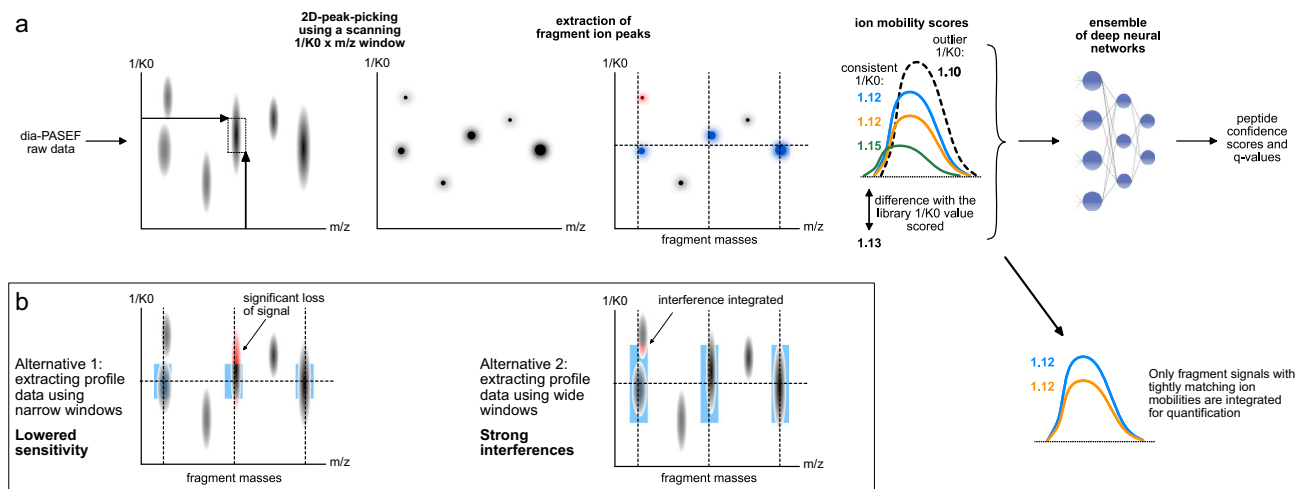 a
2D-peak-picking
using a scanning
1/K0 x m/z window
extraction of
fragment ion peaks
ion mobility scores
ensemble
of deep neural
networks
dia-PASEF
raw data
1/K0
m/z
1/K0
m/z
1/K0
m/z
fragment masses
outlier
1/K0:
1.10
consistent
1/K0:
1.12
1.12
1.15
difference with the
library 1/K0 value
scored
1.13
peptide
confidence
scores and
q-values
b
Alternative 1:
extracting profile
data using
narrow windows
Lowered
sensitivity
1/K0
significant loss
of signal
m/z
fragment masses
Alternative 2:
extracting profile
data using wide
windows
Strong
interferences
1/K0
interference integrated
m/z
fragment masses
1.12
1.12
Only fragment signals with
tightly matching ion
mobilities are integrated
for quantification